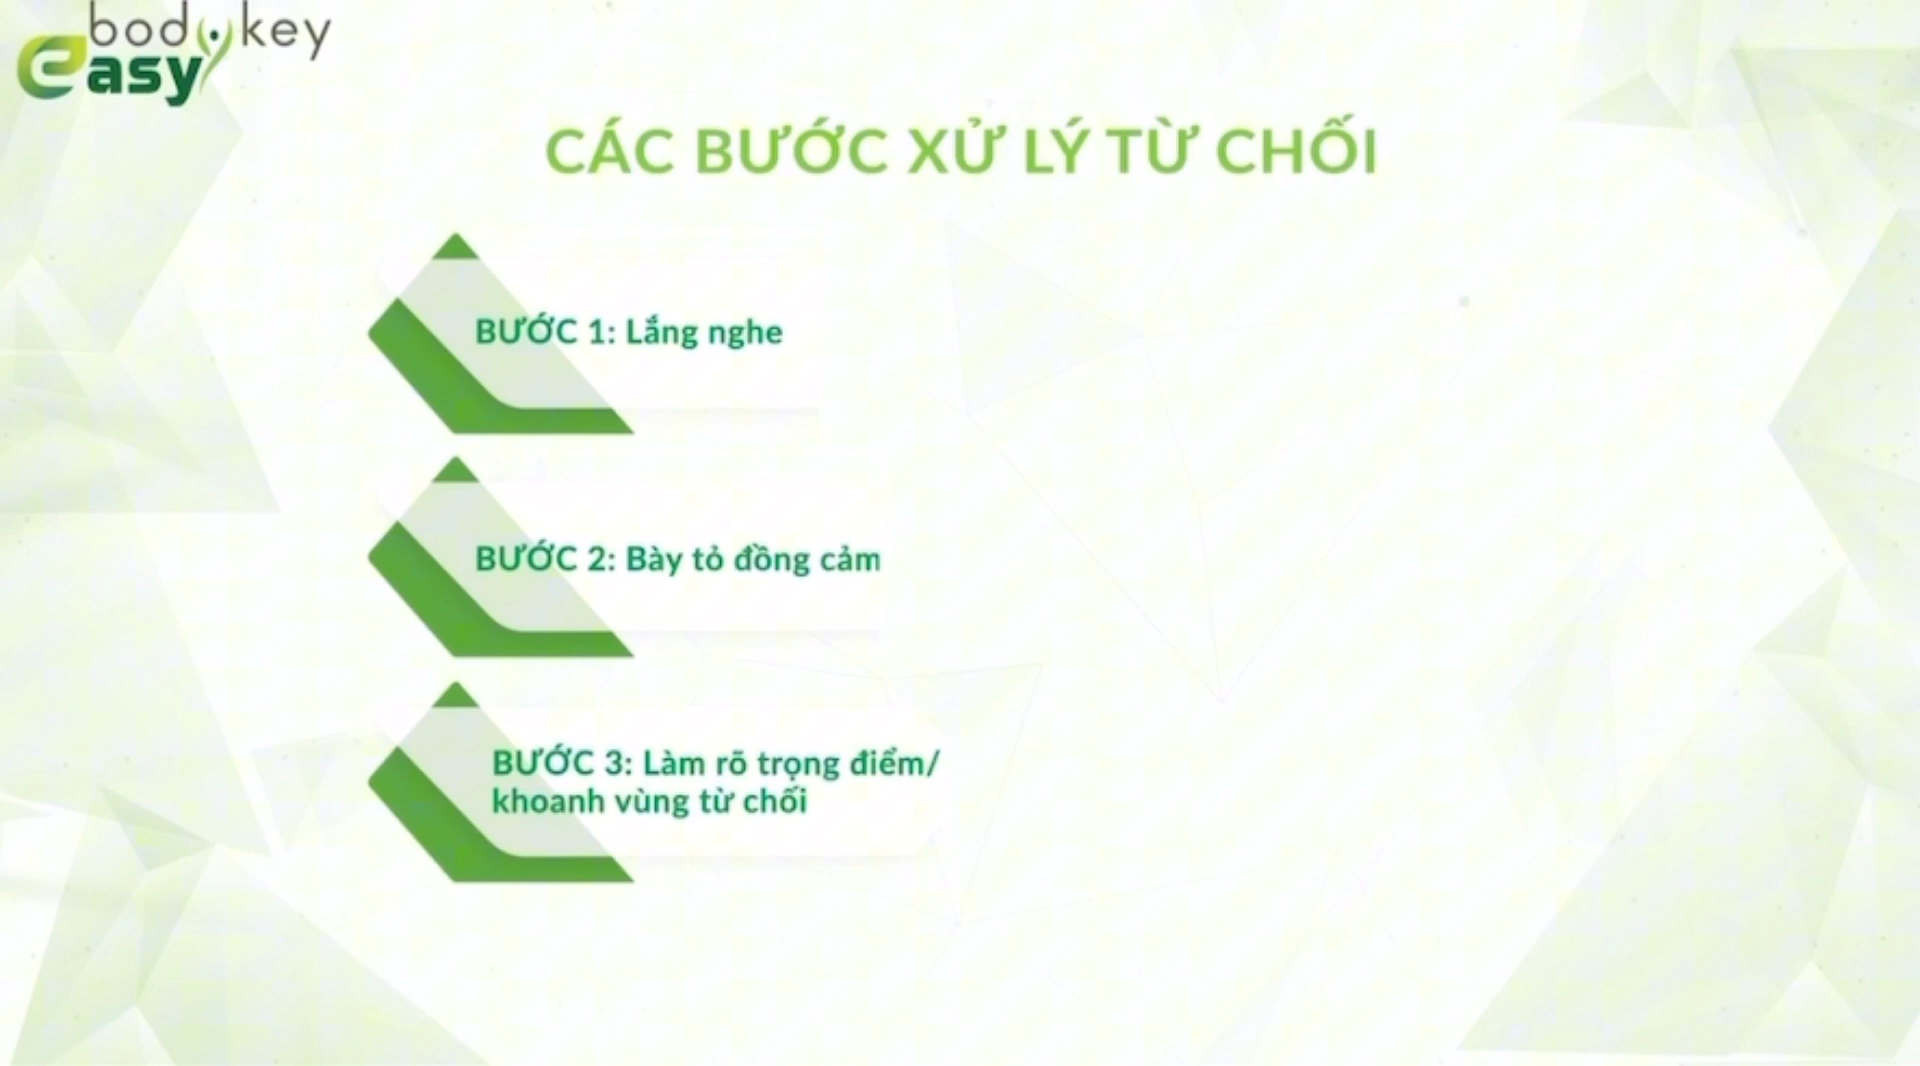 bodykey
easy
CÁC BƯỚC XỬ LÝ TỪ CHỐI
BƯỚC 1: Lắng nghe
BƯỚC 2: Bày tỏ đồng cảm
BƯỚC 3: Làm rõ trọng điểm/
khoanh vùng từ chối